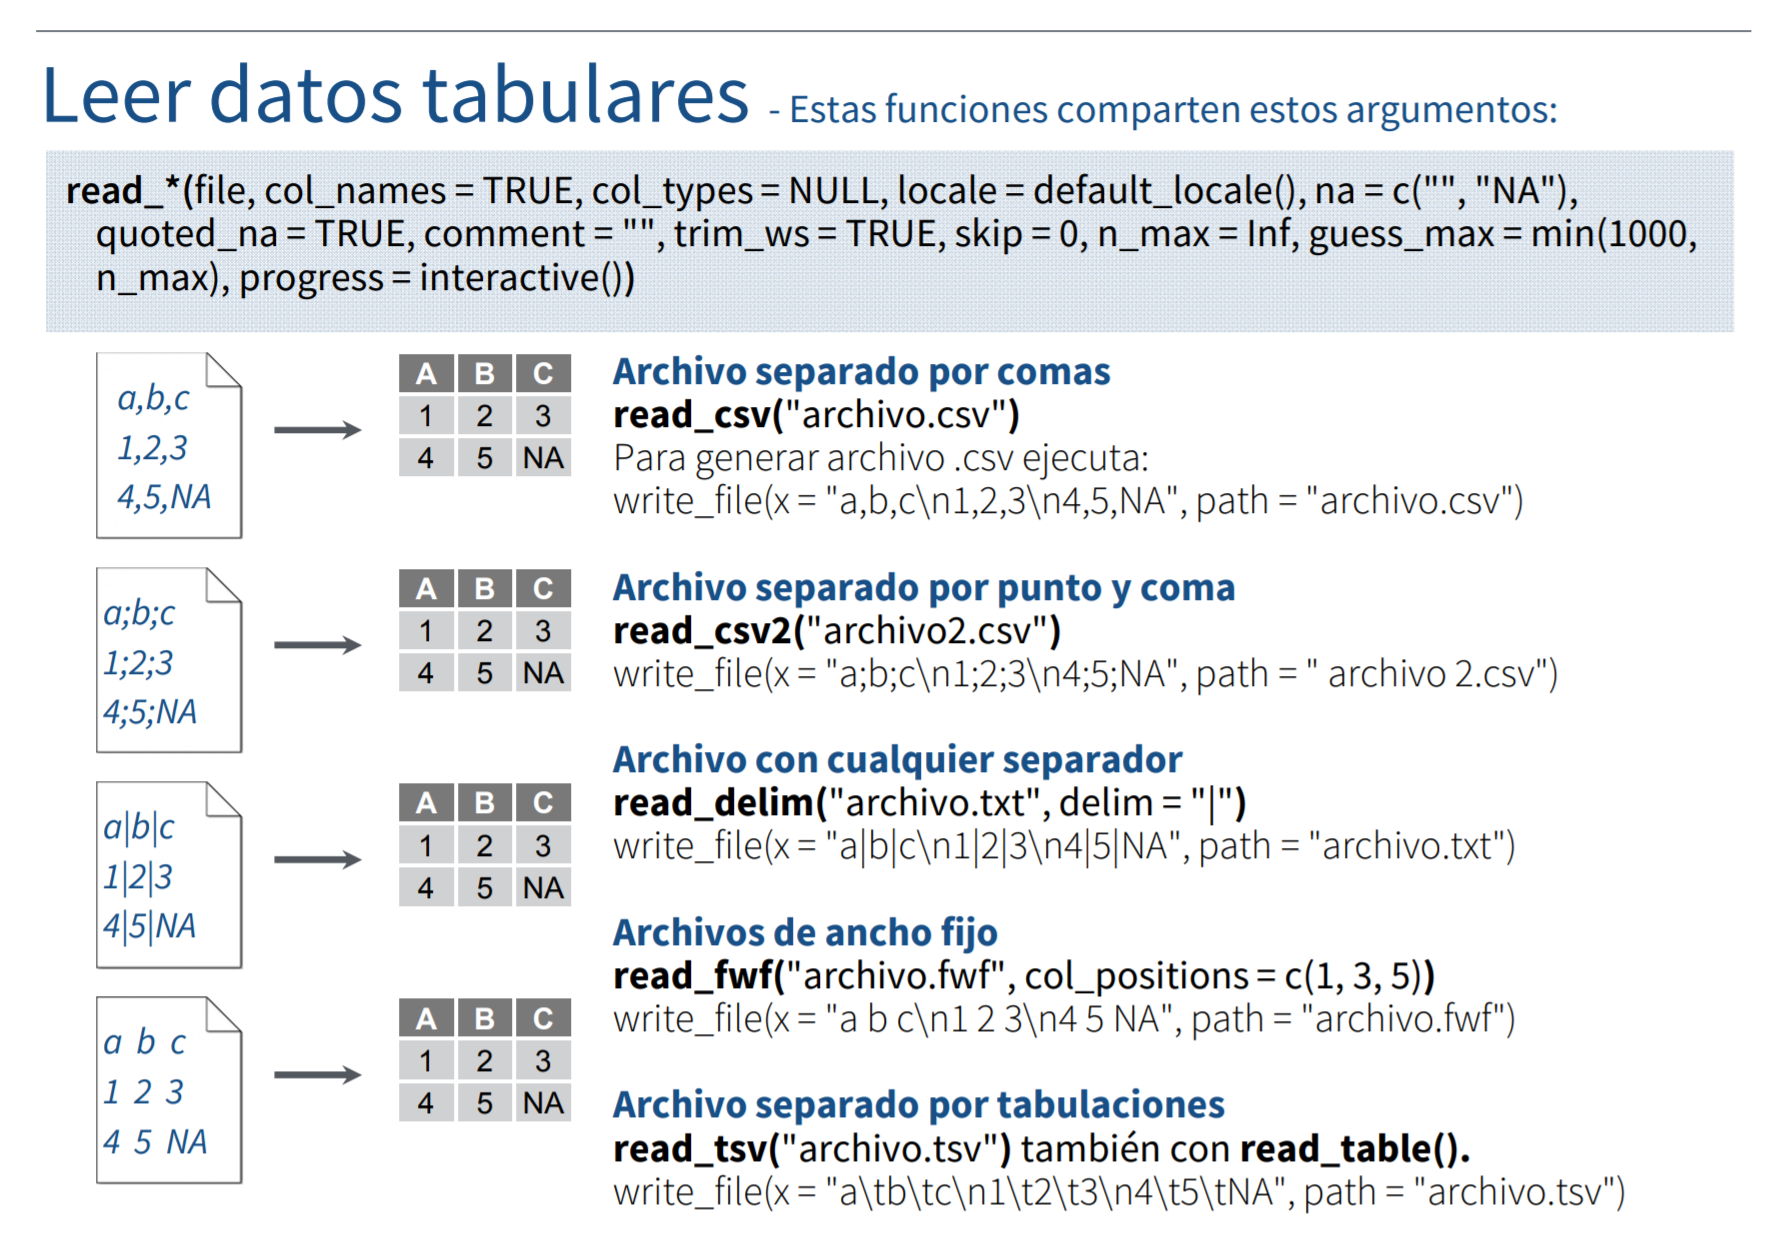 Leer datos tabulares - Estas funciones comparten estos argumentos:
read_*(file, col_names = TRUE, col_types = NULL, locale = default_locale(), na = c("", "NA"),
quoted_na = TRUE, comment = "", trim_ws = TRUE, skip = 0, n_max = Inf, guess_max = min(1000,
n_max), progress = interactive())
a,b,c
1,2,3
4,5,NA
A B C
1 2 3
4 5 NA
Archivo separado por comas
read_csv("archivo.csv")
Para generar archivo .csv ejecuta:
write_file(x = "a,b,c\n1,2,3\n4,5,NA", path = "archivo.csv")
a;b;c
1;2;3
4;5;NA
A B C
1 2 3
4 5 NA
Archivo separado por punto y coma
read_csv2("archivo2.csv")
write_file(x = "a;b;c\n1;2;3\n4;5;NA", path = " archivo 2.csv")
a|b|c
1|2|3
4|5|NA
A B C
1 2 3
4 5 NA
Archivo con cualquier separador
read_delim("archivo.txt", delim = "|")
write_file(x = "a|b|c\n1|2|3\n4|5|NA", path = "archivo.txt")
Archivos de ancho fijo
read_fwf("archivo.fwf", col_positions = c(1, 3, 5))
write_file(x = "a b c\n1 2 3\n4 5 NA", path = "archivo.fwf")
a b c
1 2 3
4 5 NA
A B C
1 2 3
4 5 NA
Archivo separado por tabulaciones
read_tsv("archivo.tsv") también con read_table().
write_file(x = "a\tb\tc\n1\t2\t3\n4\t5\tNA", path = "archivo.tsv")